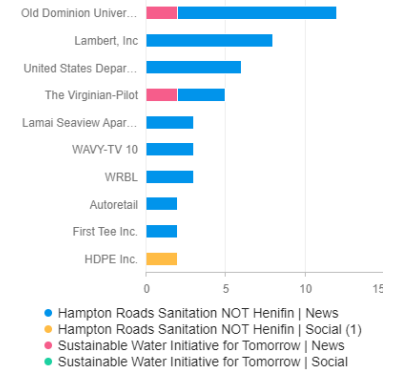 Old Dominion Univer...
Lambert, Inc
United States Depar...
The Virginian-Pilot
Lamai Seaview Apar...
WAVY-TV 10
WRBL
Autoretail
First Tee Inc.
HDPE Inc.
0 5 10 15
Hampton Roads Sanitation NOT Henifin | News
Hampton Roads Sanitation NOT Henifin | Social (1)
Sustainable Water Initiative for Tomorrow | News
Sustainable Water Initiative for Tomorrow | Social